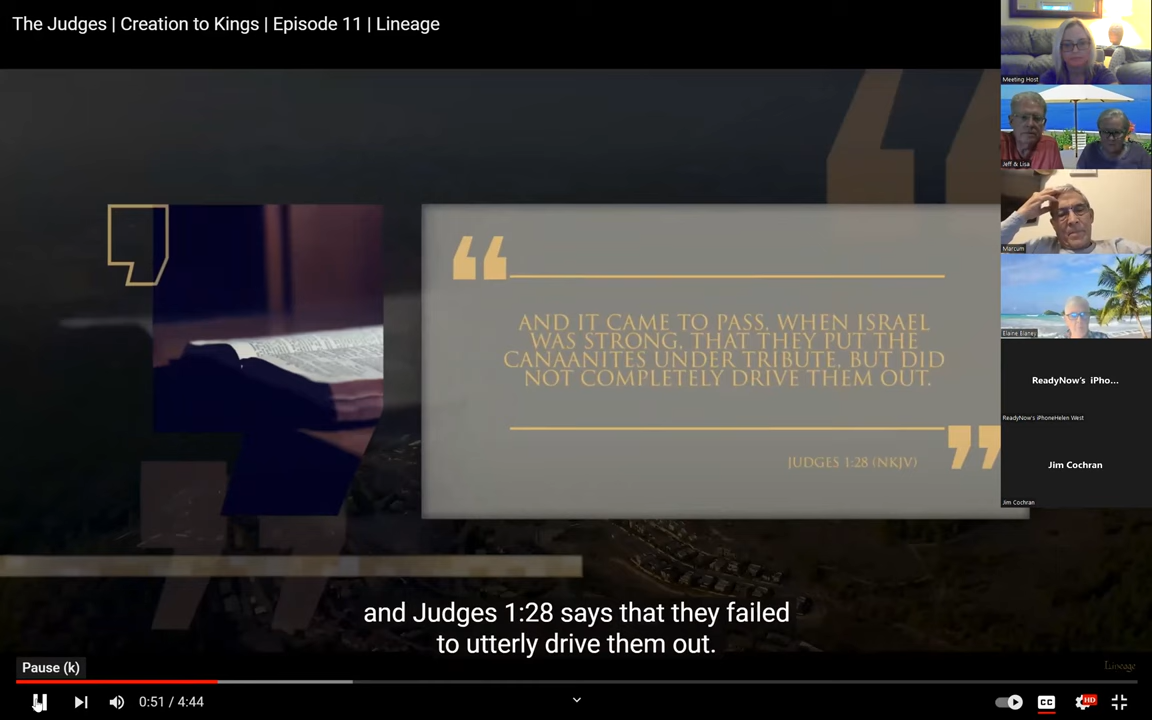 The Judges | Creation to Kings | Episode 11 | Lineage
Meeting Host
Jeff & Lisa
Marcum
Elaine Blaney
ReadyNow's iPho...
ReadyNow's iPhoneHelen West
Jim Cochran
Jim Cochran
“
AND IT CAME TO PASS, WHEN ISRAEL
WAS STRONG, THAT THEY PUT THE
CANAANITES UNDER TRIBUTE, BUT DID
NOT COMPLETELY DRIVE THEM OUT.
”
JUDGES 1:28 (NKJV)
and Judges 1:28 says that they failed
to utterly drive them out.
Lineage
Pause (k)
0:51 / 4:44
CC
HD